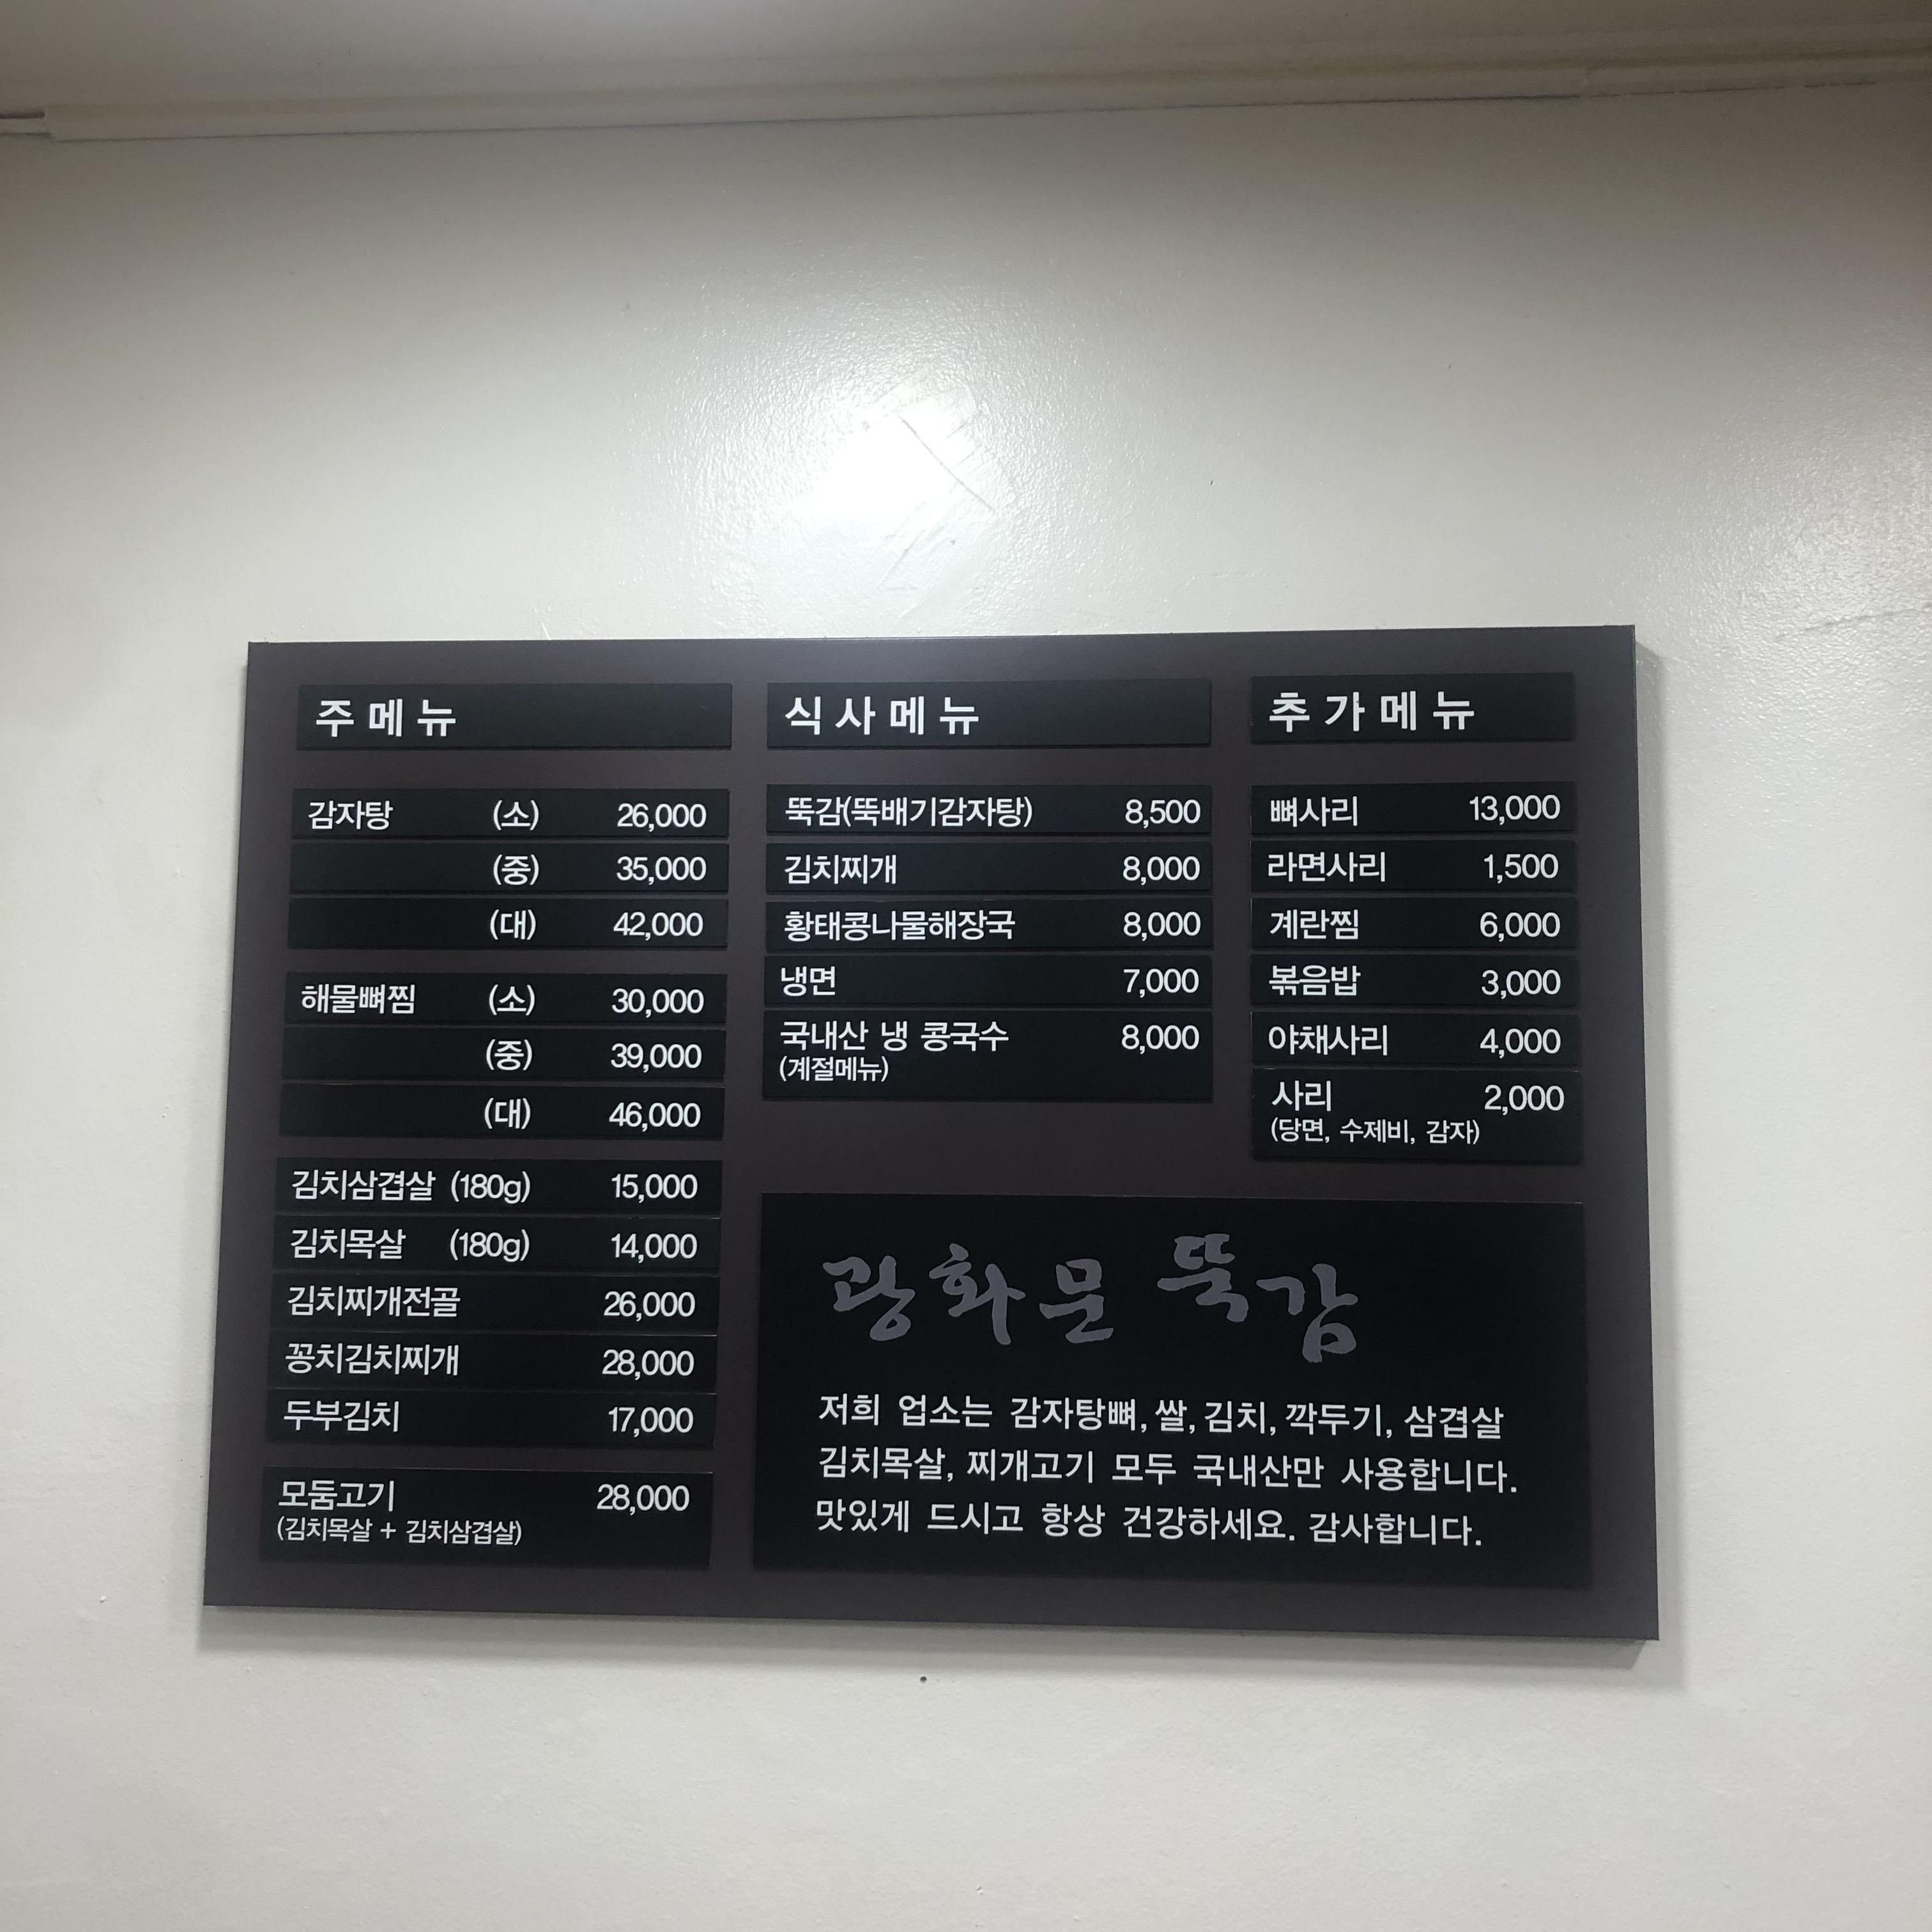 주메뉴
감자탕 (소) 26,000
(중) 35,000
(대) 42,000
해물뼈찜 (소) 30,000
(중) 39,000
(대) 46,000
김치삼겹살 (180g) 15,000
김치목살 (180g) 14,000
김치찌개전골 26,000
꽁치김치찌개 28,000
두부김치 17,000
모둠고기 28,000
(김치목살 + 김치삼겹살)
식사메뉴
뚝감(뚝배기감자탕) 8,500
김치찌개 8,000
황태콩나물해장국 8,000
냉면 7,000
국내산 냉 콩국수 8,000
(계절메뉴)
추가메뉴
뼈사리 13,000
라면사리 1,500
계란찜 6,000
볶음밥 3,000
야채사리 4,000
사리 2,000
(당면, 수제비, 감자)
광화문 뚝감
저희 업소는 감자탕뼈, 쌀, 김치, 깍두기, 삼겹살
김치목살, 찌개고기 모두 국내산만 사용합니다.
맛있게 드시고 항상 건강하세요. 감사합니다.